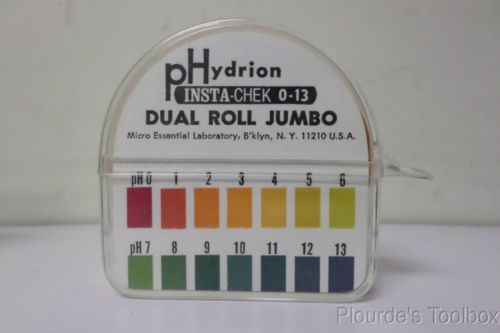 pHydrion
INSTA-CHEK 0-13
DUAL ROLL JUMBO
Micro Essential Laboratory, B'klyn, N. Y. 11210 U.S.A.
pH 0 1 2 3 4 5 6
pH 7 8 9 10 11 12 13
Plourde's Toolbox